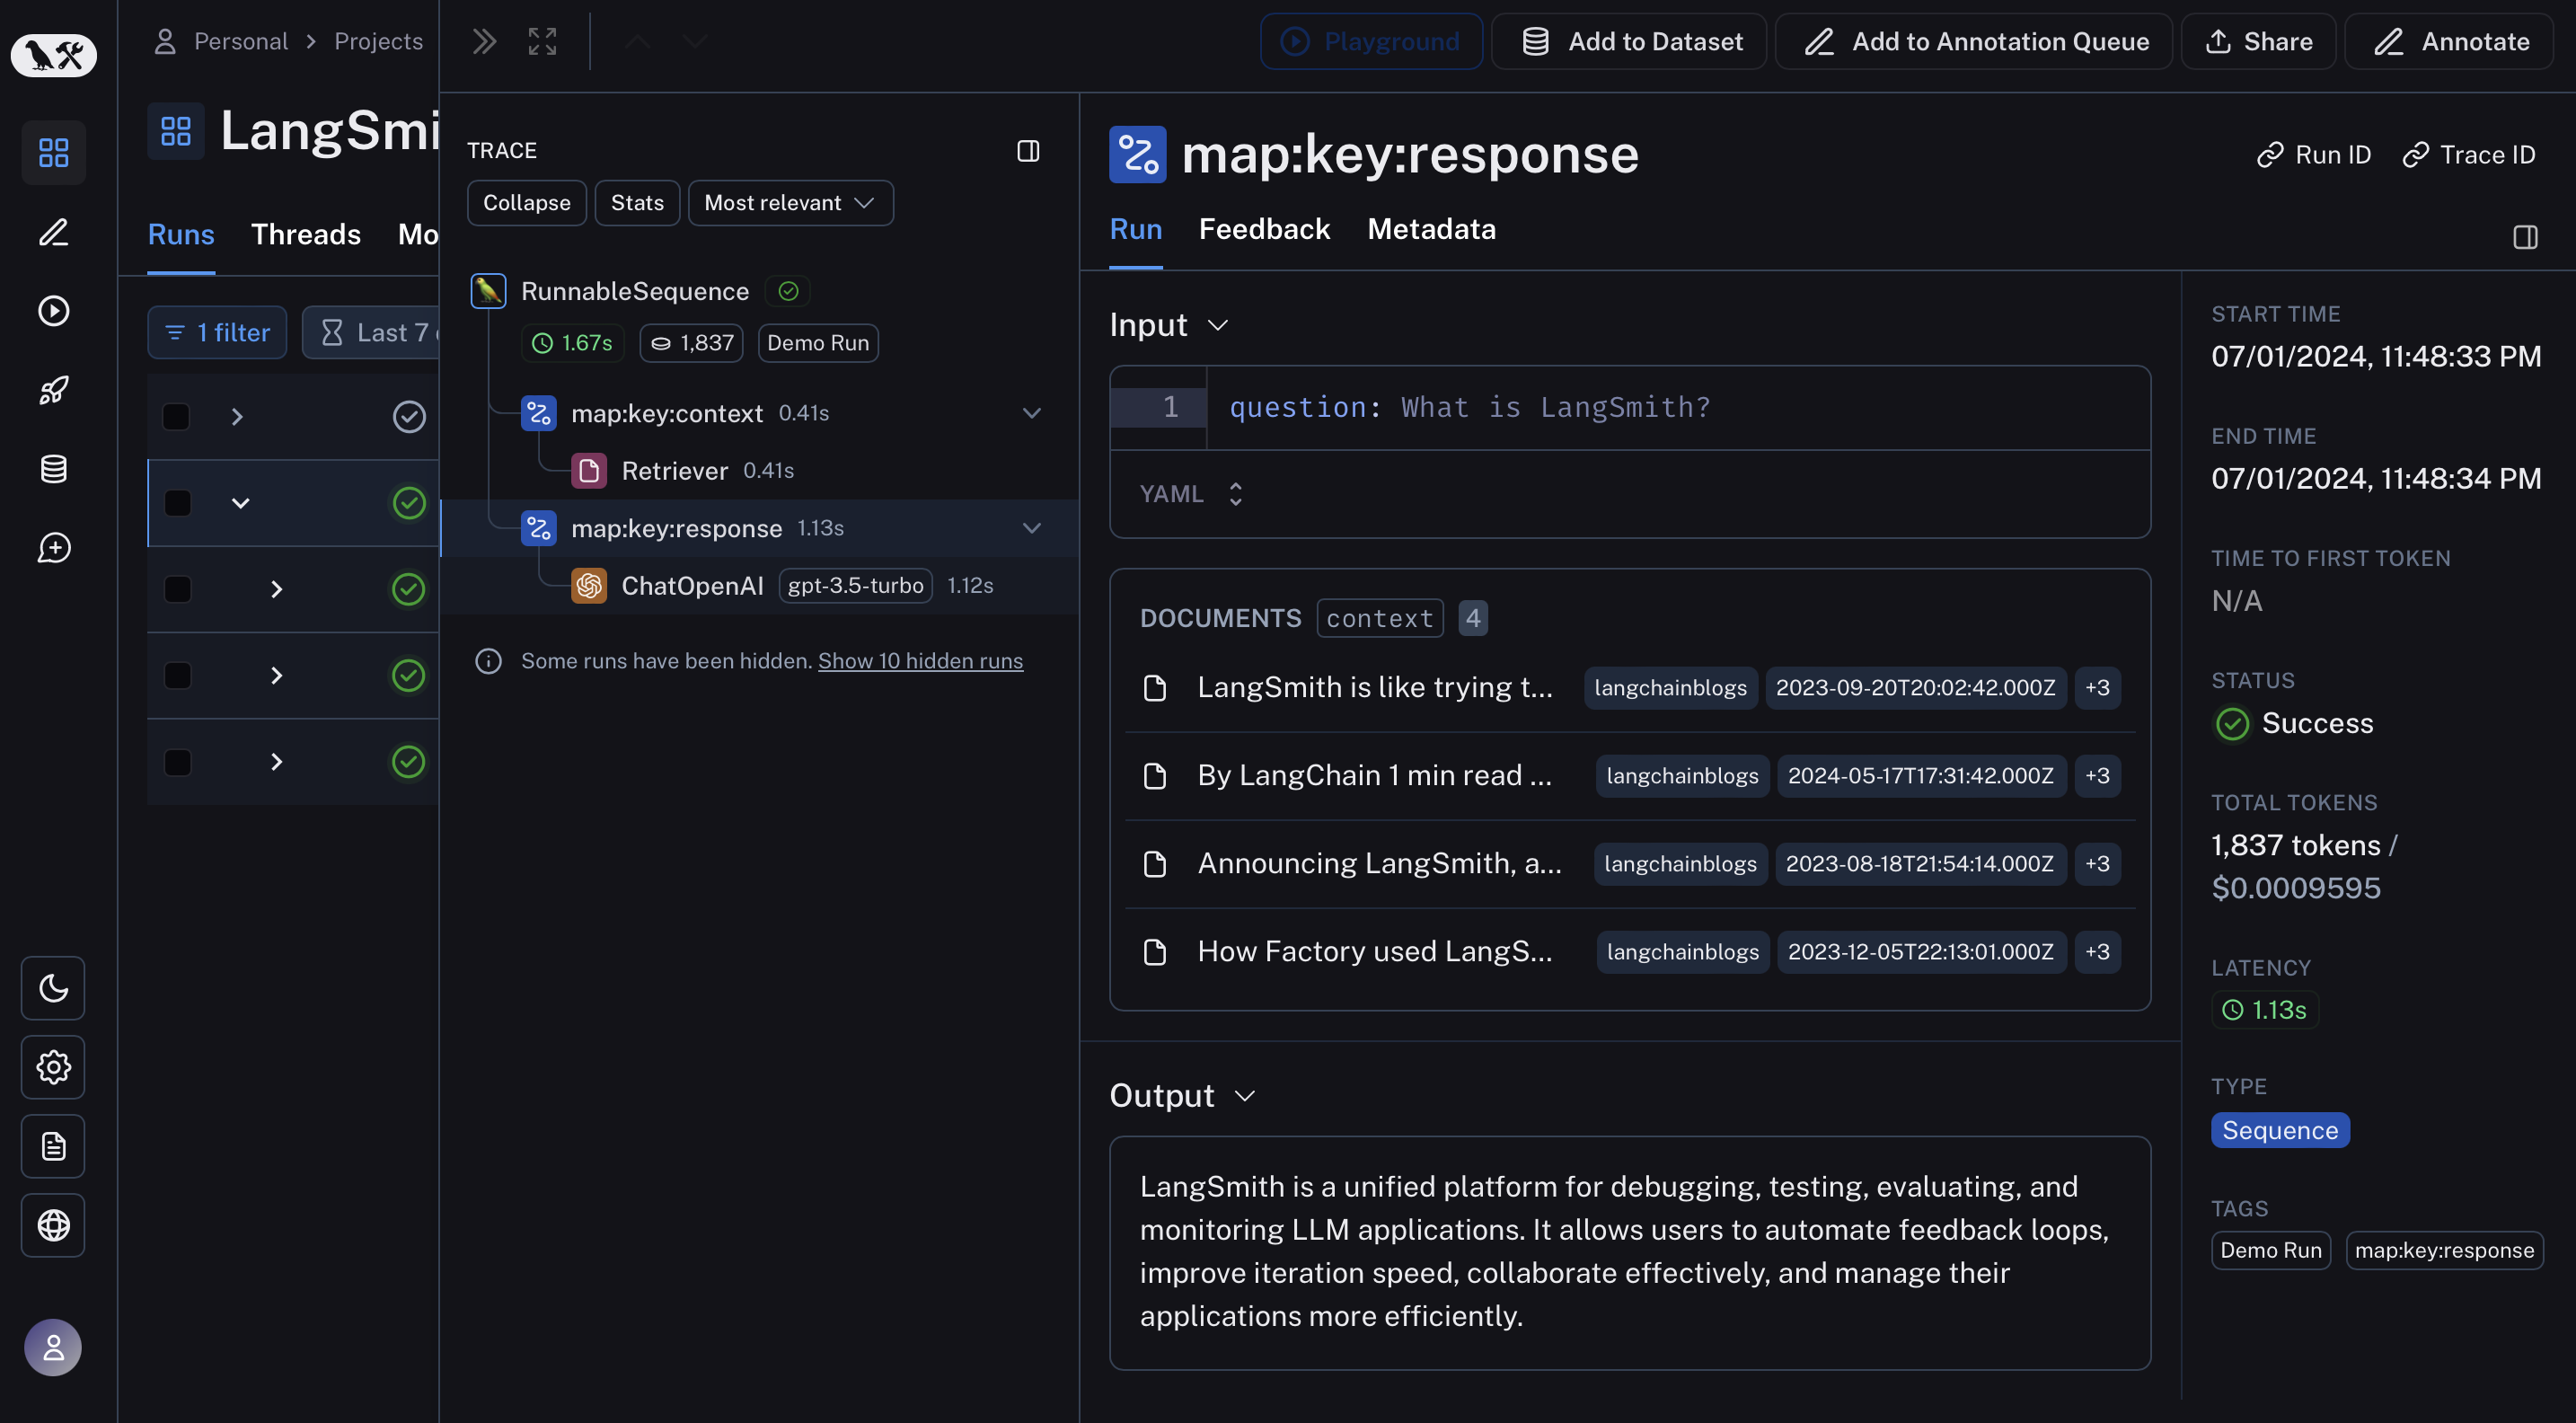 Personal > Projects
LangSmi
Runs Threads Mo
1 filter Last 7
TRACE
Collapse Stats Most relevant
RunnableSequence
1.67s 1,837 Demo Run
map:key:context 0.41s
Retriever 0.41s
map:key:response 1.13s
ChatOpenAI gpt-3.5-turbo 1.12s
Some runs have been hidden. Show 10 hidden runs
Playground Add to Dataset Add to Annotation Queue Share Annotate
map:key:response
Run ID Trace ID
Run Feedback Metadata
Input
1 question: What is LangSmith?
YAML
DOCUMENTS context 4
LangSmith is like trying t... langchainblogs 2023-09-20T20:02:42.000Z +3
By LangChain 1 min read ... langchainblogs 2024-05-17T17:31:42.000Z +3
Announcing LangSmith, a... langchainblogs 2023-08-18T21:54:14.000Z +3
How Factory used LangS... langchainblogs 2023-12-05T22:13:01.000Z +3
Output
LangSmith is a unified platform for debugging, testing, evaluating, and
monitoring LLM applications. It allows users to automate feedback loops,
improve iteration speed, collaborate effectively, and manage their
applications more efficiently.
START TIME
07/01/2024, 11:48:33 PM
END TIME
07/01/2024, 11:48:34 PM
TIME TO FIRST TOKEN
N/A
STATUS
Success
TOTAL TOKENS
1,837 tokens /
$0.0009595
LATENCY
1.13s
TYPE
Sequence
TAGS
Demo Run map:key:response